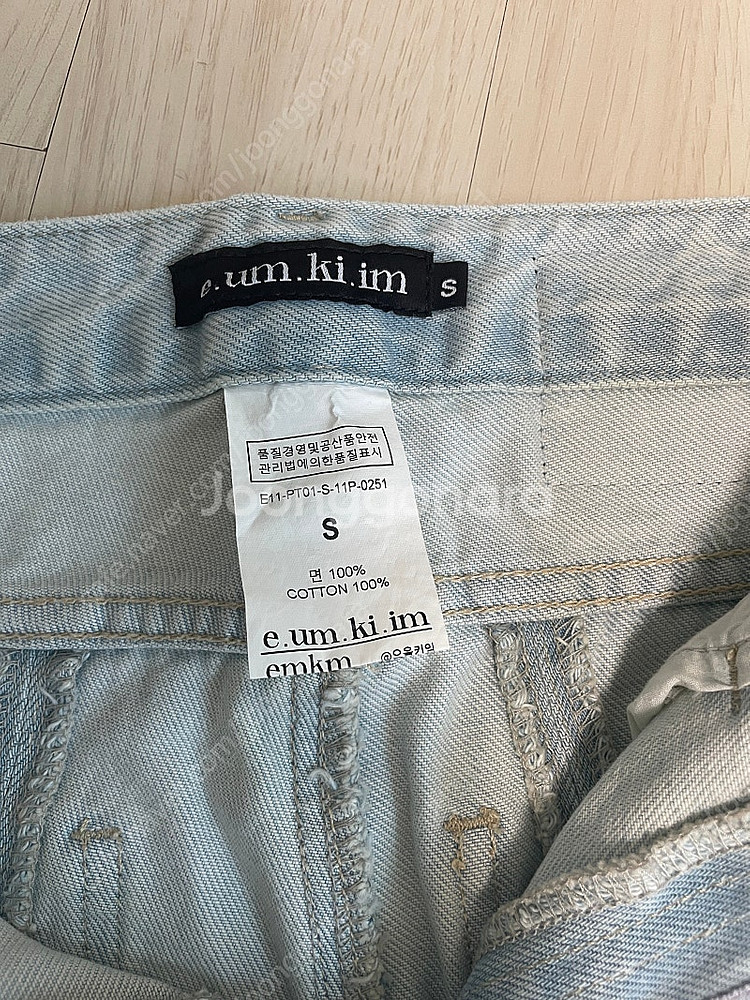 e.um.ki.im S
품질경영및공산품안전
관리법에의한품질표시
E11-PT01-S-11P-0251
Joonggonara
S
면 100%
COTTON 100%
e.um.ki.im
emkm @으음키임